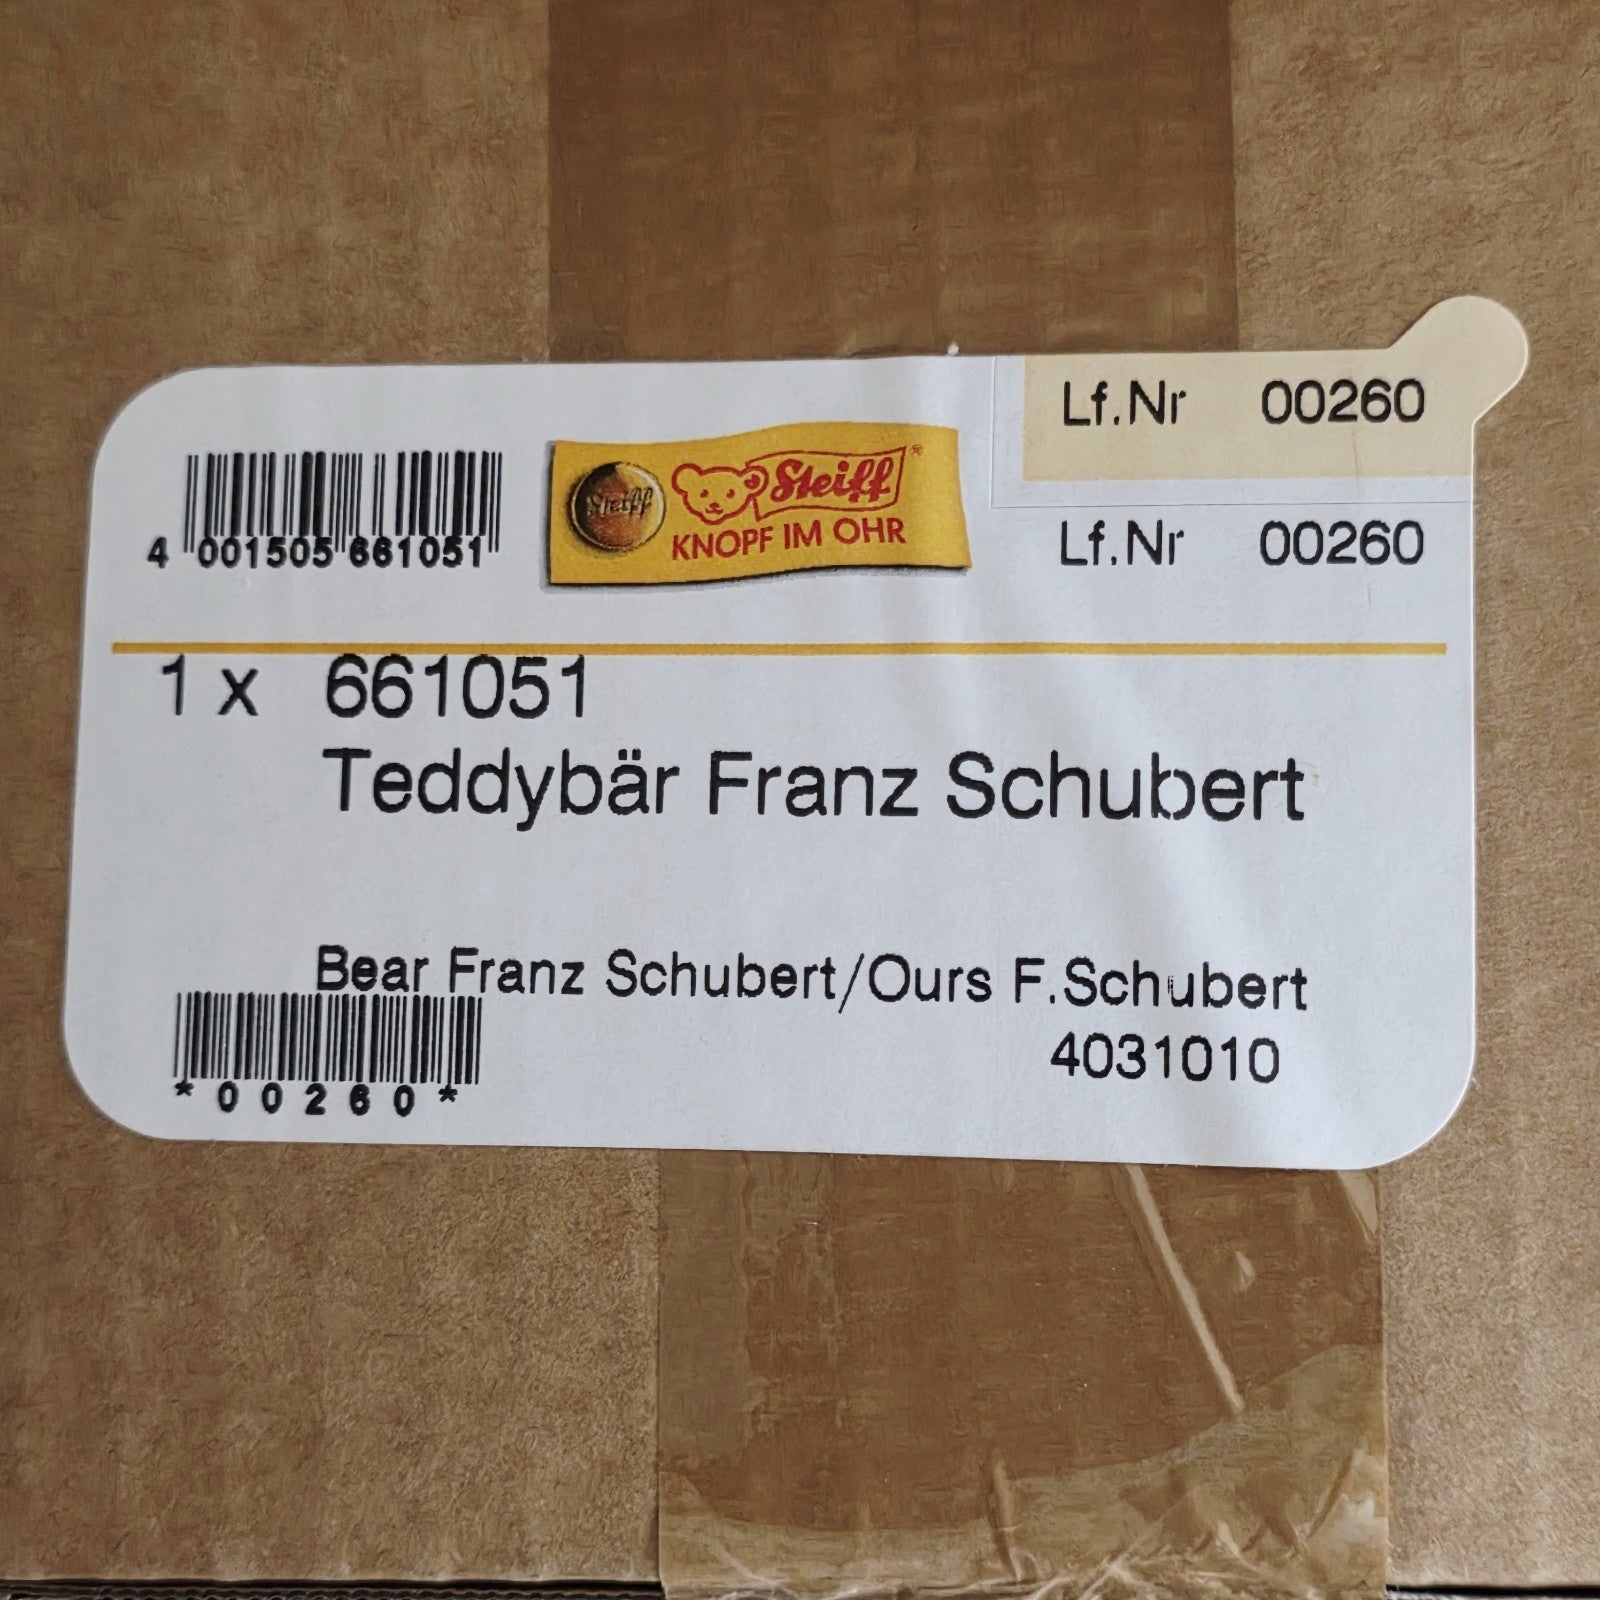 Lf.Nr 00260
4 001505 661051
Steiff
Steiff®
KNOPF IM OHR
Lf.Nr 00260
1 x 661051
Teddybär Franz Schubert
Bear Franz Schubert/Ours F.Schubert
4031010
*00260*